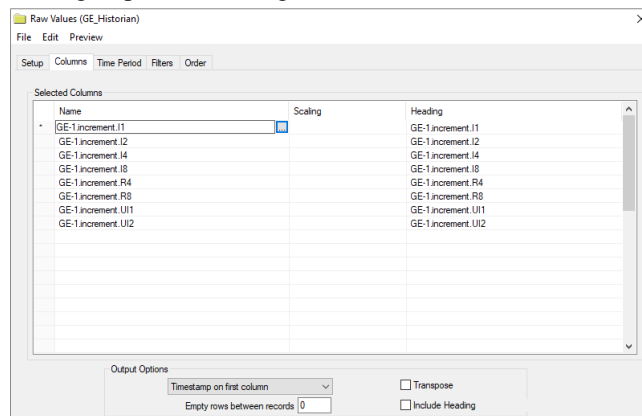 Raw Values (GE_Historian)
File Edit Preview
Setup Columns Time Period Filters Order
Selected Columns
Name Scaling Heading
* GE-1.increment.I1 ... GE-1.increment.I1
GE-1.increment.I2 GE-1.increment.I2
GE-1.increment.I4 GE-1.increment.I4
GE-1.increment.I8 GE-1.increment.I8
GE-1.increment.R4 GE-1.increment.R4
GE-1.increment.R8 GE-1.increment.R8
GE-1.increment.UI1 GE-1.increment.UI1
GE-1.increment.UI2 GE-1.increment.UI2
Output Options
Timestamp on first column Transpose
Empty rows between records 0 Include Heading